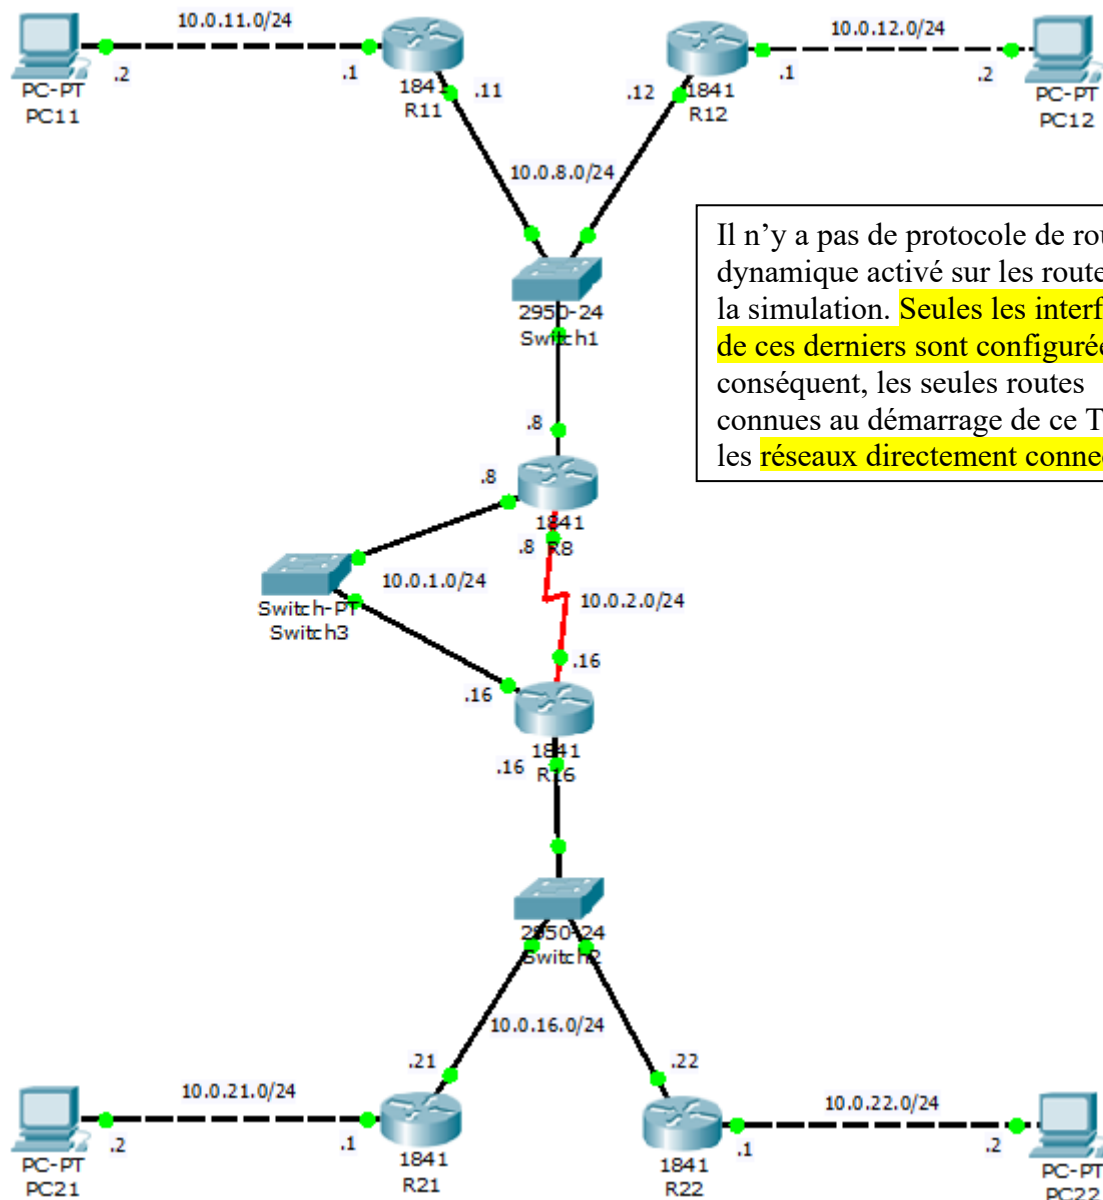 10.0.11.0/24
10.0.12.0/24
.2
.1
.1
.2
PC-PT
PC11
1841
R11
.11
.12
1841
R12
PC-PT
PC12
10.0.8.0/24
Il n’y a pas de protocole de
dynamique activé sur les
la simulation. Seules les
de ces derniers sont
conséquent, les seules routes
connues au démarrage de ce
les réseaux directement
2950-24
Switch1
.8
.8
1841
R8
.8
10.0.1.0/24
10.0.2.0/24
Switch-PT
Switch3
.16
.16
1841
R16
.16
2950-24
Switch2
10.0.16.0/24
.21
.22
10.0.21.0/24
10.0.22.0/24
.2
.1
.1
.2
PC-PT
PC21
1841
R21
1841
R22
PC-PT
PC22